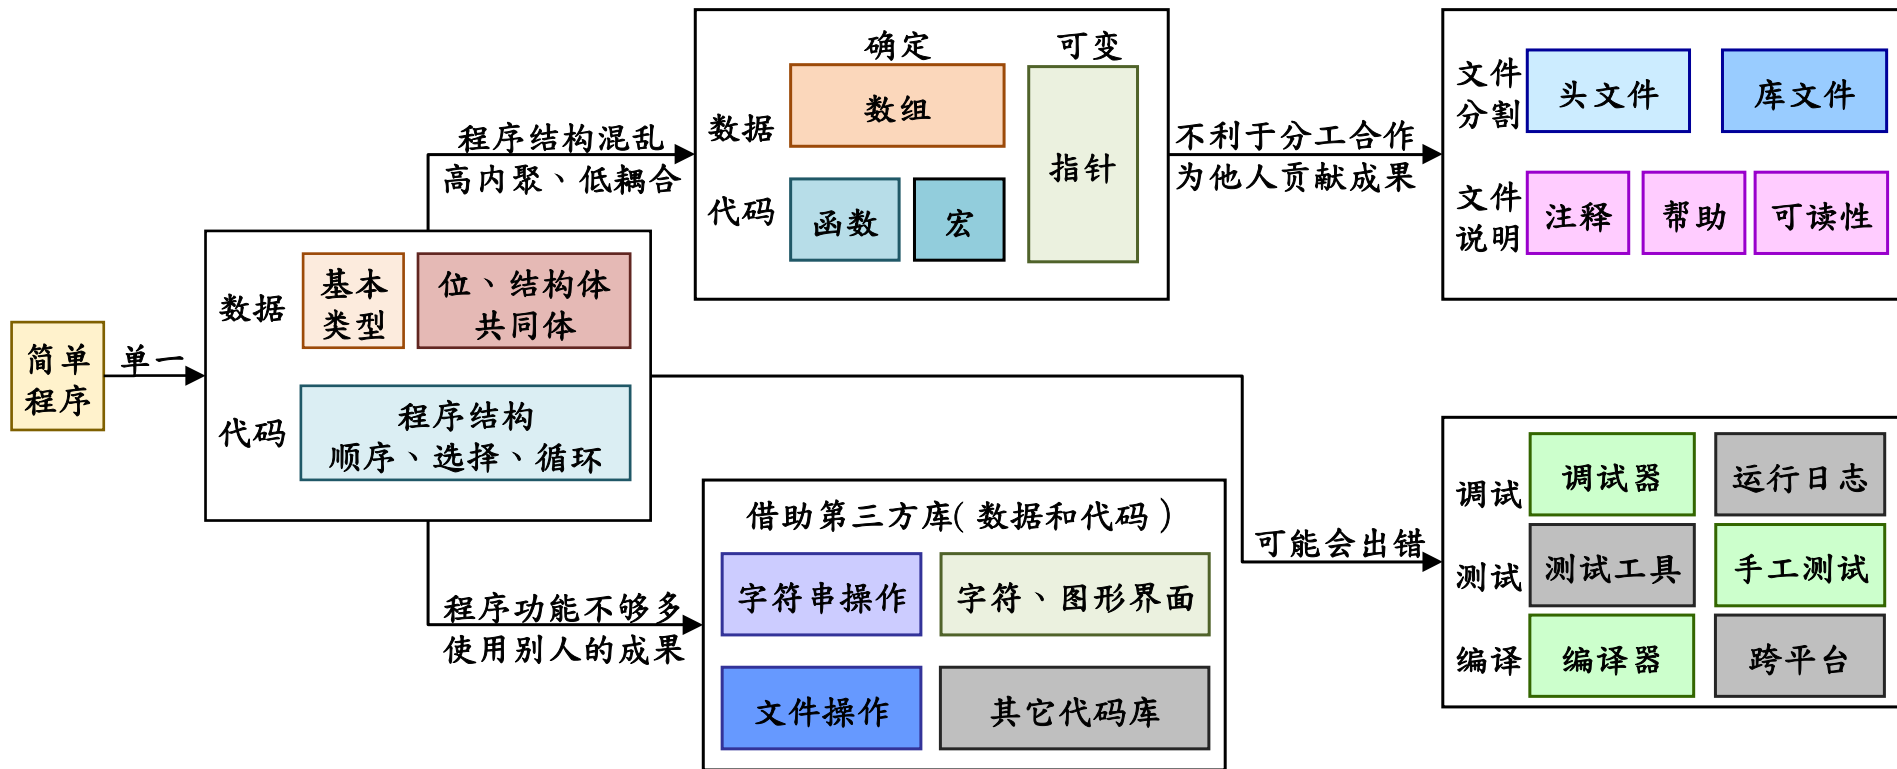 简单
程序
单一
数据
基本
类型
位、结构体
共同体
代码
程序结构
顺序、选择、循环
程序结构混乱
高内聚、低耦合
确定
可变
数据
数组
指针
代码
函数
宏
不利于分工合作
为他人贡献成果
文件
分割
头文件
库文件
文件
说明
注释
帮助
可读性
程序功能不够多
使用别人的成果
借助第三方库(数据和代码)
字符串操作
字符、图形界面
文件操作
其它代码库
可能会出错
调试
调试器
运行日志
测试
测试工具
手工测试
编译
编译器
跨平台